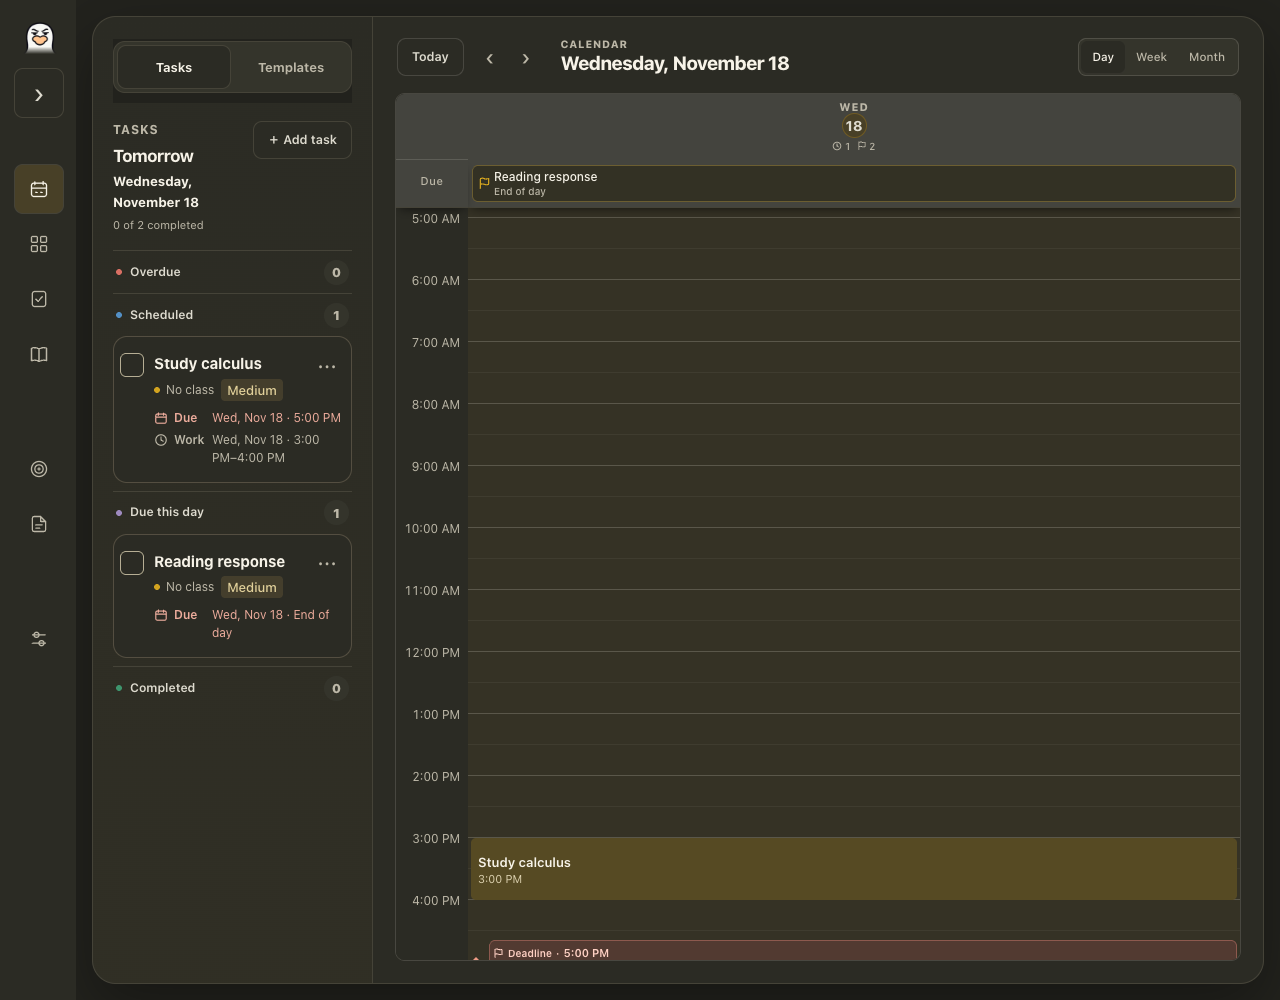 Tasks
Templates
TASKS
+ Add task
Tomorrow
Wednesday,
November 18
0 of 2 completed
Overdue
0
Scheduled
1
Study calculus
No class
Medium
Due
Wed, Nov 18 · 5:00 PM
Work
Wed, Nov 18 · 3:00
PM–4:00 PM
Due this day
1
Reading response
No class
Medium
Due
Wed, Nov 18 · End of
day
Completed
0
Today
CALENDAR
Wednesday, November 18
Day
Week
Month
WED
18
1
2
Due
Reading response
End of day
5:00 AM
6:00 AM
7:00 AM
8:00 AM
9:00 AM
10:00 AM
11:00 AM
12:00 PM
1:00 PM
2:00 PM
3:00 PM
Study calculus
3:00 PM
4:00 PM
Deadline · 5:00 PM